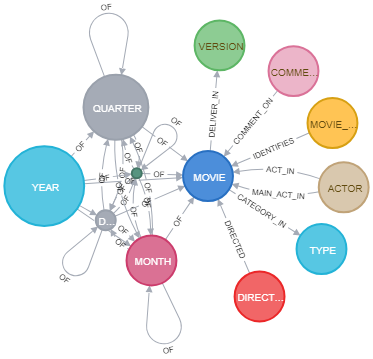 OF
VERSION
QUARTER
COMME...
DELIVER_IN
COMMENT_ON
MOVIE_...
OF
OF
OF
IDENTIFIES
OF
ACT_IN
YEAR
OF
MOVIE
ACTOR
MAIN_ACT_IN
CATEGORY_IN
D...
OF
OF
OF
TYPE
DIRECTED
MONTH
OF
DIRECT...
OF